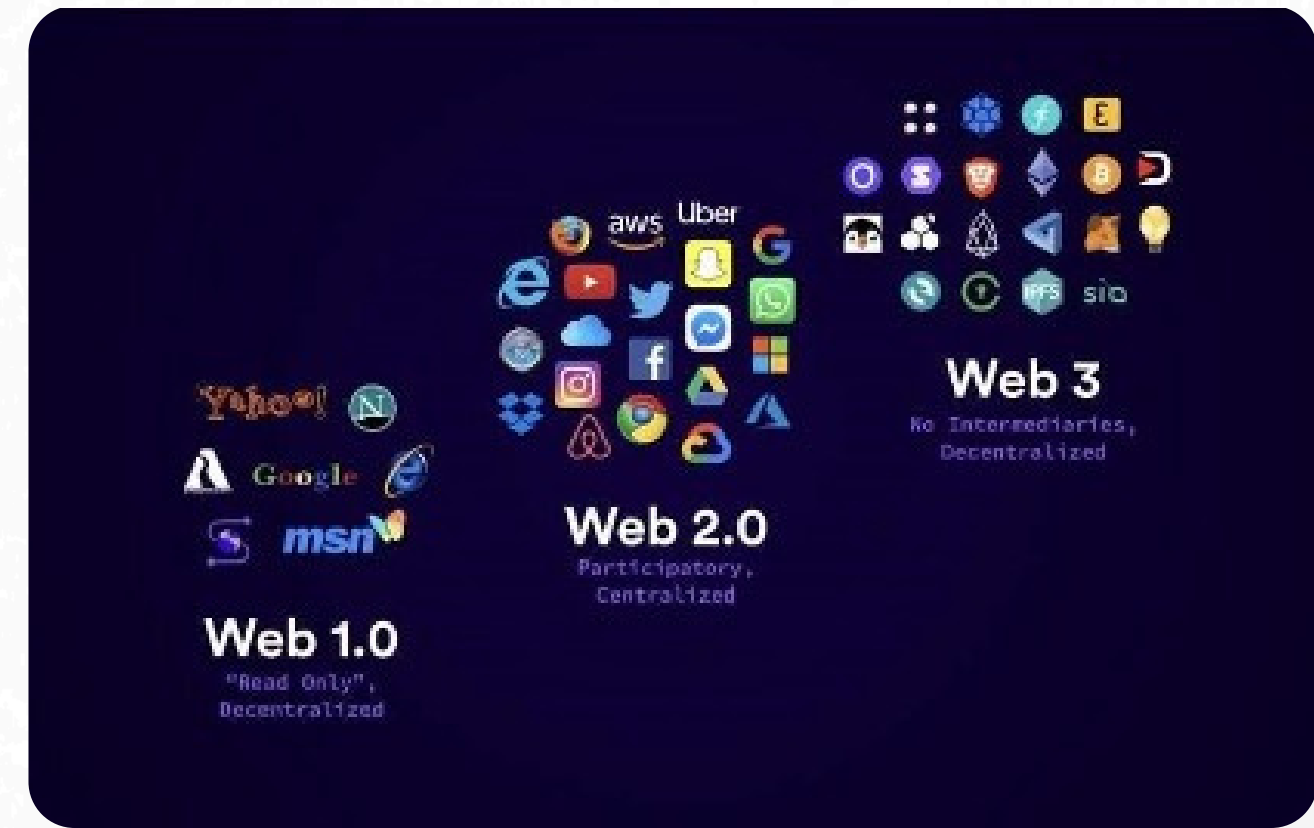 Yahoo!
N
Google
msn
Web 1.0
"Read Only",
Decentralized
aws
Uber
G
f
Web 2.0
Participatory,
Centralized
IPFS
sia
Web 3
No Intermediaries,
Decentralized